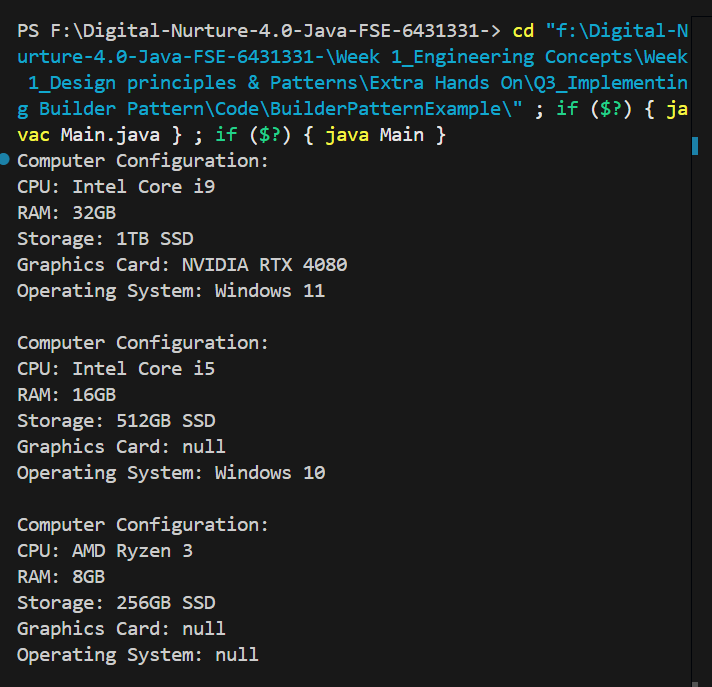 PS F:\Digital-Nurture-4.0-Java-FSE-6431331-> cd "f:\Digital-N
urture-4.0-Java-FSE-6431331-\Week 1_Engineering Concepts\Week
 1_Design principles & Patterns\Extra Hands On\Q3_Implementin
g Builder Pattern\Code\BuilderPatternExample\" ; if ($?) { ja
vac Main.java } ; if ($?) { java Main }
Computer Configuration:
CPU: Intel Core i9
RAM: 32GB
Storage: 1TB SSD
Graphics Card: NVIDIA RTX 4080
Operating System: Windows 11

Computer Configuration:
CPU: Intel Core i5
RAM: 16GB
Storage: 512GB SSD
Graphics Card: null
Operating System: Windows 10

Computer Configuration:
CPU: AMD Ryzen 3
RAM: 8GB
Storage: 256GB SSD
Graphics Card: null
Operating System: null